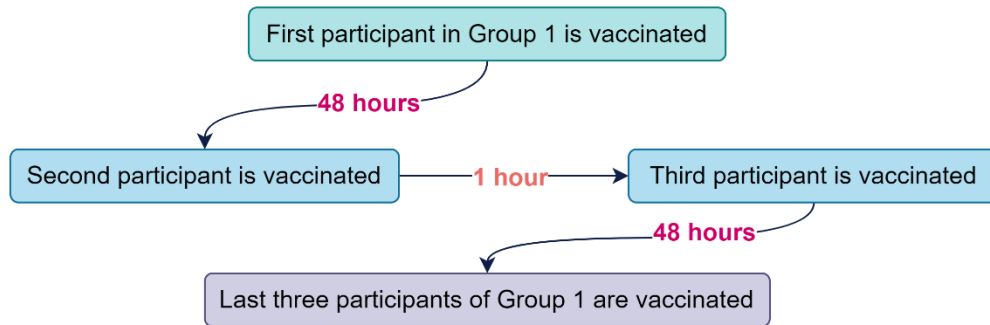 First participant in Group 1 is vaccinated
48 hours
Second participant is vaccinated
1 hour
Third participant is vaccinated
48 hours
Last three participants of Group 1 are vaccinated